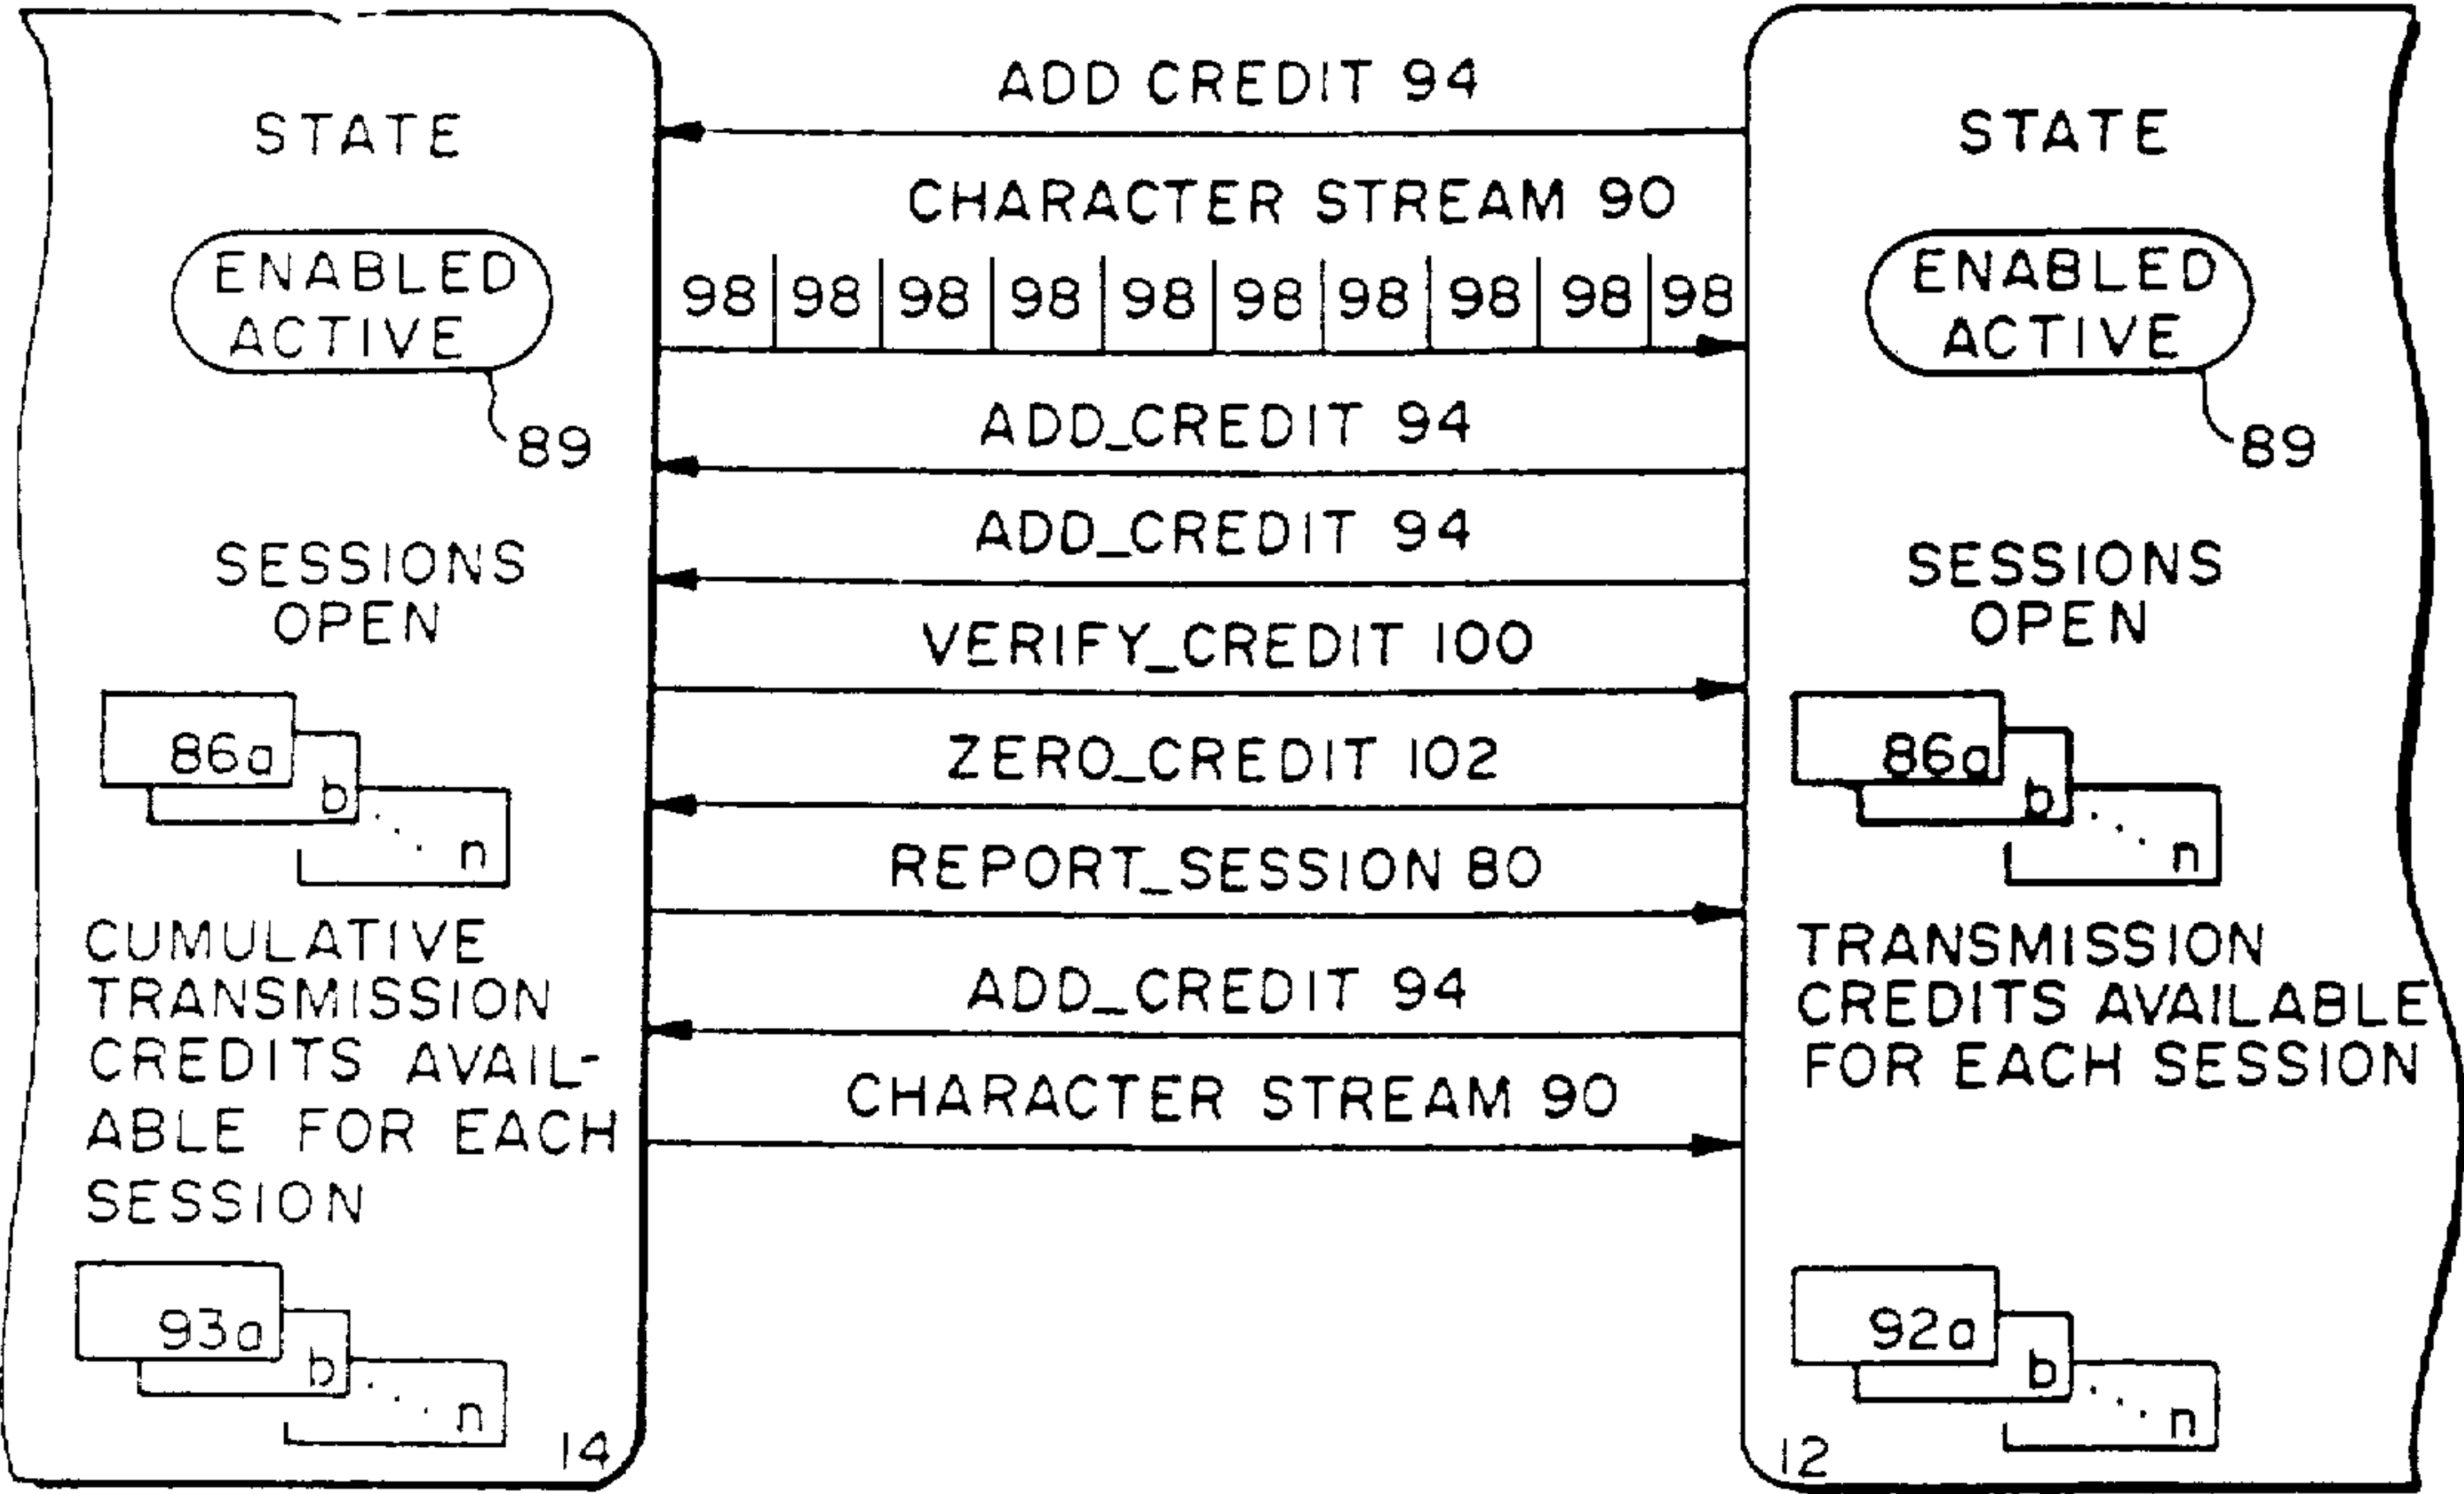 STATE
ENABLED
ACTIVE
89
SESSIONS
OPEN
86a
b
n
CUMULATIVE
TRANSMISSION
CREDITS AVAIL-
ABLE FOR EACH
SESSION
93a
b
n
14
ADD CREDIT 94
CHARACTER STREAM 90
98 98 98 98 98 98 98 98 98 98
ADD_CREDIT 94
ADD_CREDIT 94
VERIFY_CREDIT 100
ZERO_CREDIT 102
REPORT_SESSION 80
ADD_CREDIT 94
CHARACTER STREAM 90
STATE
ENABLED
ACTIVE
89
SESSIONS
OPEN
86a
b
n
TRANSMISSION
CREDITS AVAILABLE
FOR EACH SESSION
92a
b
n
12